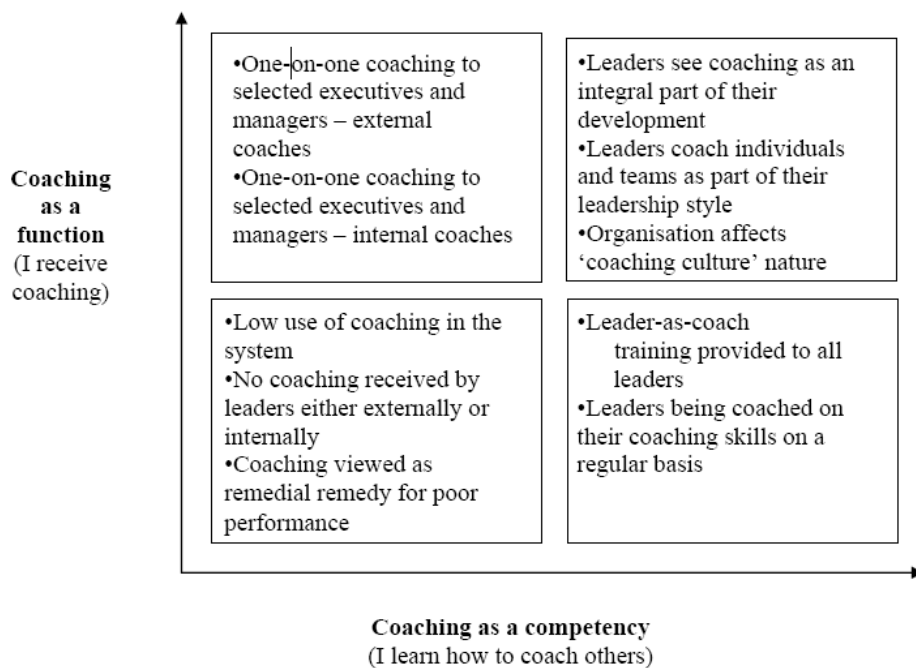 •One-on-one coaching to
selected executives and
managers – external
coaches
•One-on-one coaching to
selected executives and
managers – internal coaches
•Leaders see coaching as an
integral part of their
development
•Leaders coach individuals
and teams as part of their
leadership style
•Organisation affects
‘coaching culture’ nature
Coaching
as a
function
(I receive
coaching)
•Low use of coaching in the
system
•No coaching received by
leaders either externally or
internally
•Coaching viewed as
remedial remedy for poor
performance
•Leader-as-coach
training provided to all
leaders
•Leaders being coached on
their coaching skills on a
regular basis
Coaching as a competency
(I learn how to coach others)